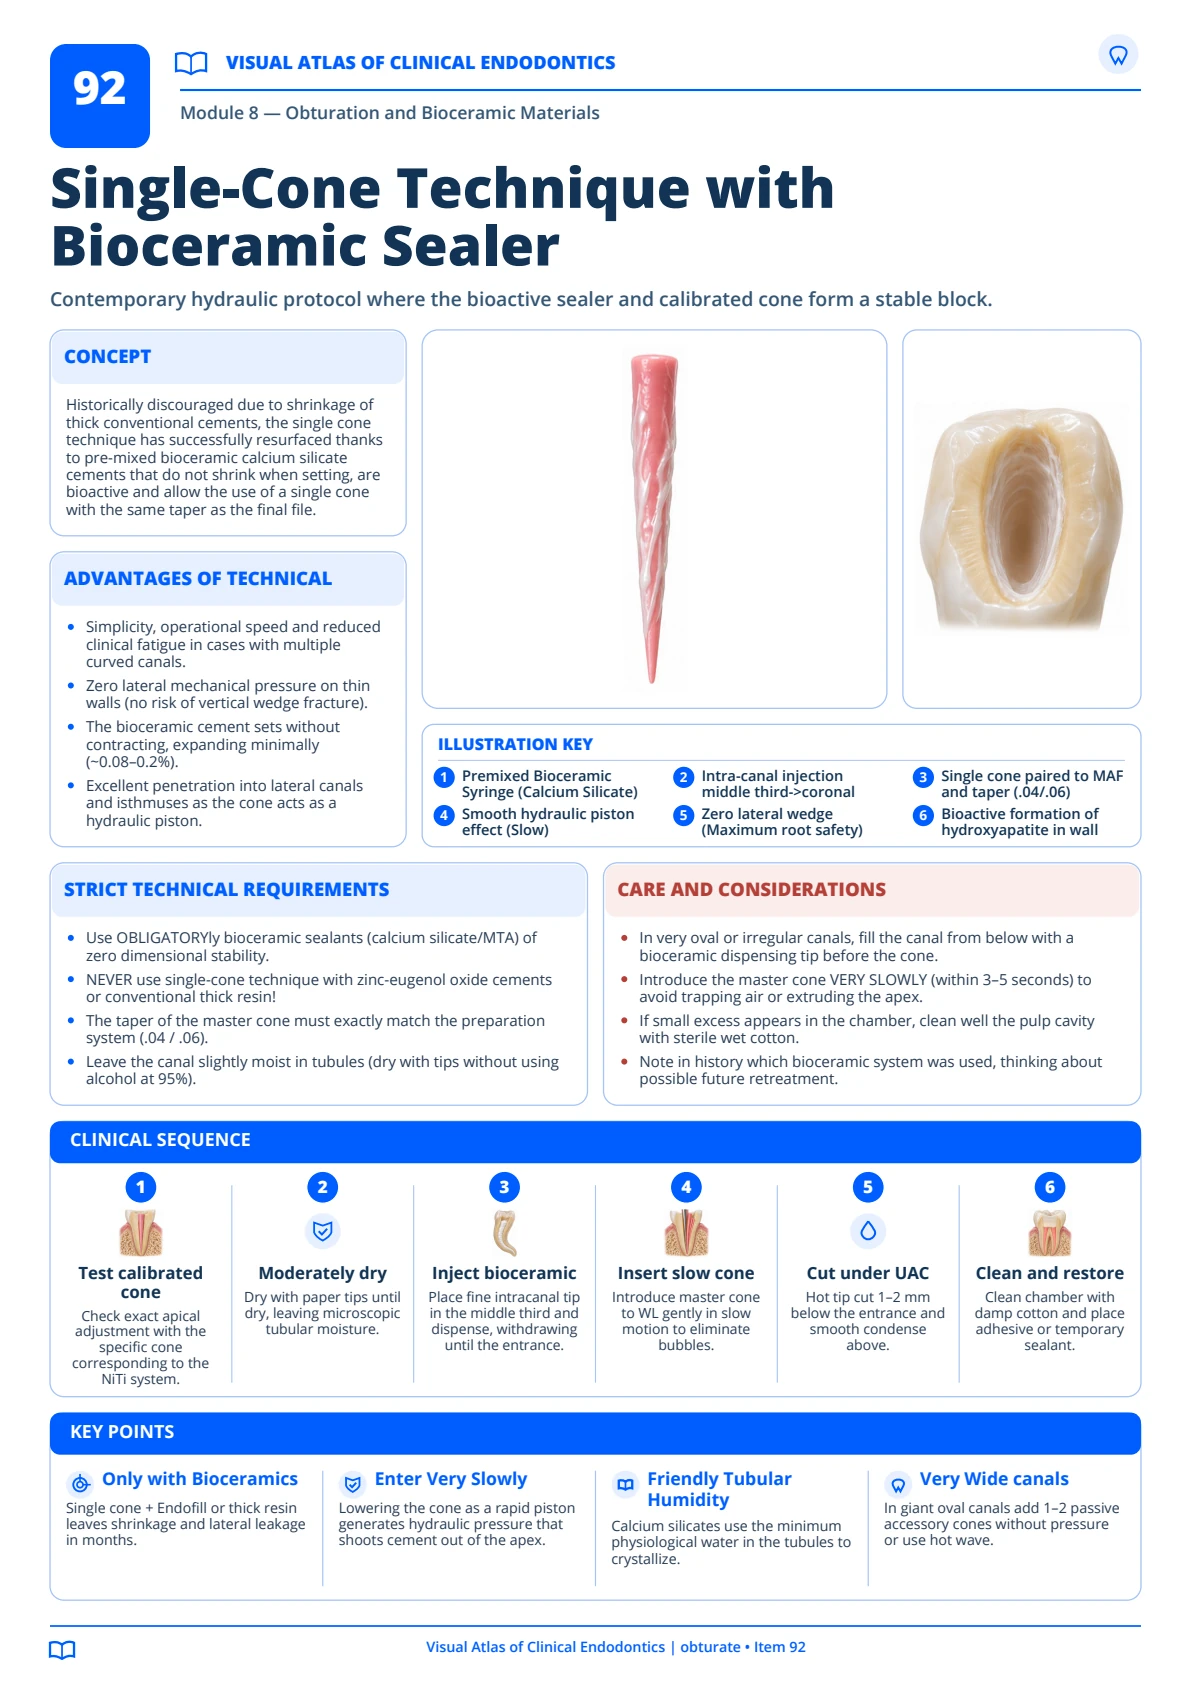 92
VISUAL ATLAS OF CLINICAL ENDODONTICS
Module 8 — Obturation and Bioceramic Materials
Single-Cone Technique with
Bioceramic Sealer
Contemporary hydraulic protocol where the bioactive sealer and calibrated cone form a stable block.
CONCEPT
Historically discouraged due to shrinkage of
thick conventional cements, the single cone
technique has successfully resurfaced thanks
to pre-mixed bioceramic calcium silicate
cements that do not shrink when setting, are
bioactive and allow the use of a single cone
with the same taper as the final file.
ADVANTAGES OF TECHNICAL
• Simplicity, operational speed and reduced
clinical fatigue in cases with multiple
curved canals.
• Zero lateral mechanical pressure on thin
walls (no risk of vertical wedge fracture).
• The bioceramic cement sets without
contracting, expanding minimally
(~0.08–0.2%).
• Excellent penetration into lateral canals
and isthmuses as the cone acts as a
hydraulic piston.
ILLUSTRATION KEY
1 Premixed Bioceramic
Syringe (Calcium Silicate)
2 Intra-canal injection
middle third->coronal
3 Single cone paired to MAF
and taper (.04/.06)
4 Smooth hydraulic piston
effect (Slow)
5 Zero lateral wedge
(Maximum root safety)
6 Bioactive formation of
hydroxyapatite in wall
STRICT TECHNICAL REQUIREMENTS
• Use OBLIGATORYly bioceramic sealants (calcium silicate/MTA) of
zero dimensional stability.
• NEVER use single-cone technique with zinc-eugenol oxide cements
or conventional thick resin!
• The taper of the master cone must exactly match the preparation
system (.04 / .06).
• Leave the canal slightly moist in tubules (dry with tips without using
alcohol at 95%).
CARE AND CONSIDERATIONS
• In very oval or irregular canals, fill the canal from below with a
bioceramic dispensing tip before the cone.
• Introduce the master cone VERY SLOWLY (within 3–5 seconds) to
avoid trapping air or extruding the apex.
• If small excess appears in the chamber, clean well the pulp cavity
with sterile wet cotton.
• Note in history which bioceramic system was used, thinking about
possible future retreatment.
CLINICAL SEQUENCE
1
Test calibrated
cone
Check exact apical
adjustment with the
specific cone
corresponding to the
NiTi system.
2
Moderately dry
Dry with paper tips until
dry, leaving microscopic
tubular moisture.
3
Inject bioceramic
Place fine intracanal tip
in the middle third and
dispense, withdrawing
until the entrance.
4
Insert slow cone
Introduce master cone
to WL gently in slow
motion to eliminate
bubbles.
5
Cut under UAC
Hot tip cut 1–2 mm
below the entrance and
smooth condense
above.
6
Clean and restore
Clean chamber with
damp cotton and place
adhesive or temporary
sealant.
KEY POINTS
Only with Bioceramics
Single cone + Endofill or thick resin
leaves shrinkage and lateral leakage
in months.
Enter Very Slowly
Lowering the cone as a rapid piston
generates hydraulic pressure that
shoots cement out of the apex.
Friendly Tubular
Humidity
Calcium silicates use the minimum
physiological water in the tubules to
crystallize.
Very Wide canals
In giant oval canals add 1–2 passive
accessory cones without pressure
or use hot wave.
Visual Atlas of Clinical Endodontics | obturate • Item 92